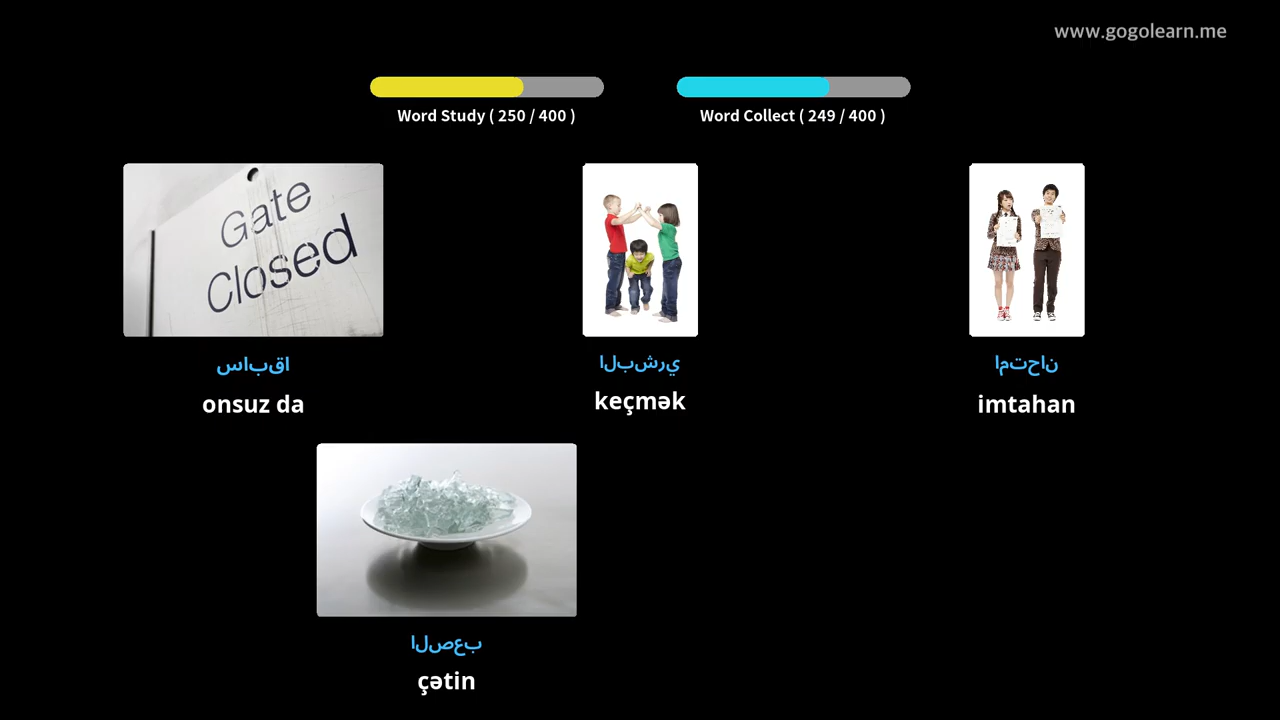 www.gogolearn.me
Word Study ( 250 / 400 )
Word Collect ( 249 / 400 )
سابقا
onsuz da
البشري
keçmək
امتحان
imtahan
الصعب
çətin
Gate
Closed